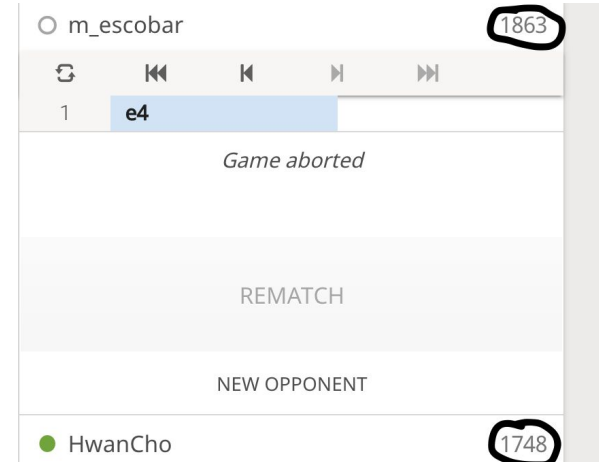 m_escobar 1863
1 e4
Game aborted
REMATCH
NEW OPPONENT
HwanCho 1748